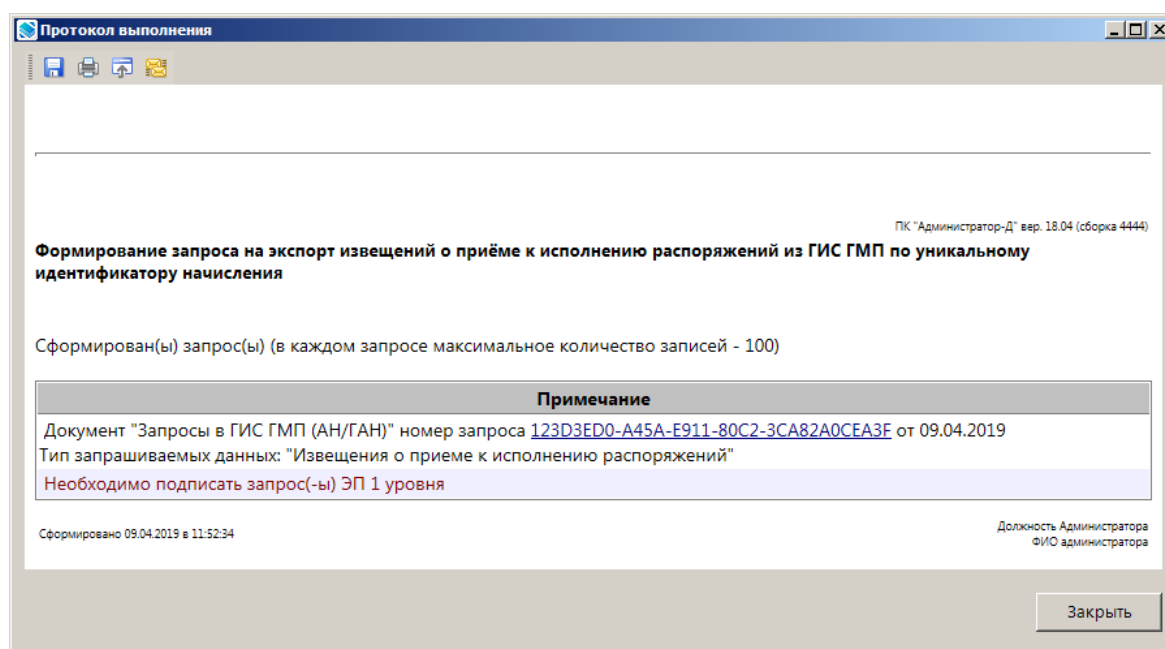 Протокол выполнения
ПК "Администратор-Д" вер. 18.04 (сборка 4444)
Формирование запроса на экспорт извещений о приёме к исполнению распоряжений из ГИС ГМП по уникальному
идентификатору начисления
Сформирован(ы) запрос(ы) (в каждом запросе максимальное количество записей - 100)
Примечание
Документ "Запросы в ГИС ГМП (АН/ГАН)" номер запроса 123D3ED0-A45A-E911-80C2-3CA82A0CEA3F от 09.04.2019
Тип запрашиваемых данных: "Извещения о приеме к исполнению распоряжений"
Необходимо подписать запрос(-ы) ЭП 1 уровня
Сформировано 09.04.2019 в 11:52:34
Должность Администратора
ФИО администратора
Закрыть